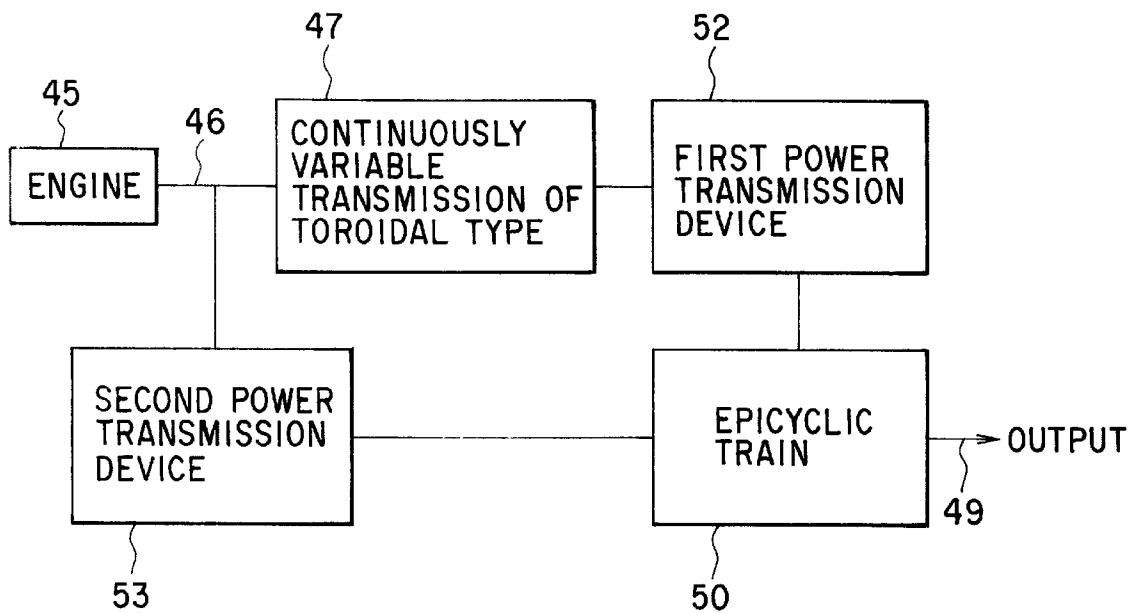 47
52
45
46
ENGINE
CONTINUOUSLY
VARIABLE
TRANSMISSION OF
TOROIDAL TYPE
FIRST POWER
TRANSMISSION
DEVICE
SECOND POWER
TRANSMISSION
DEVICE
EPICYCLIC
TRAIN
OUTPUT
49
53
50